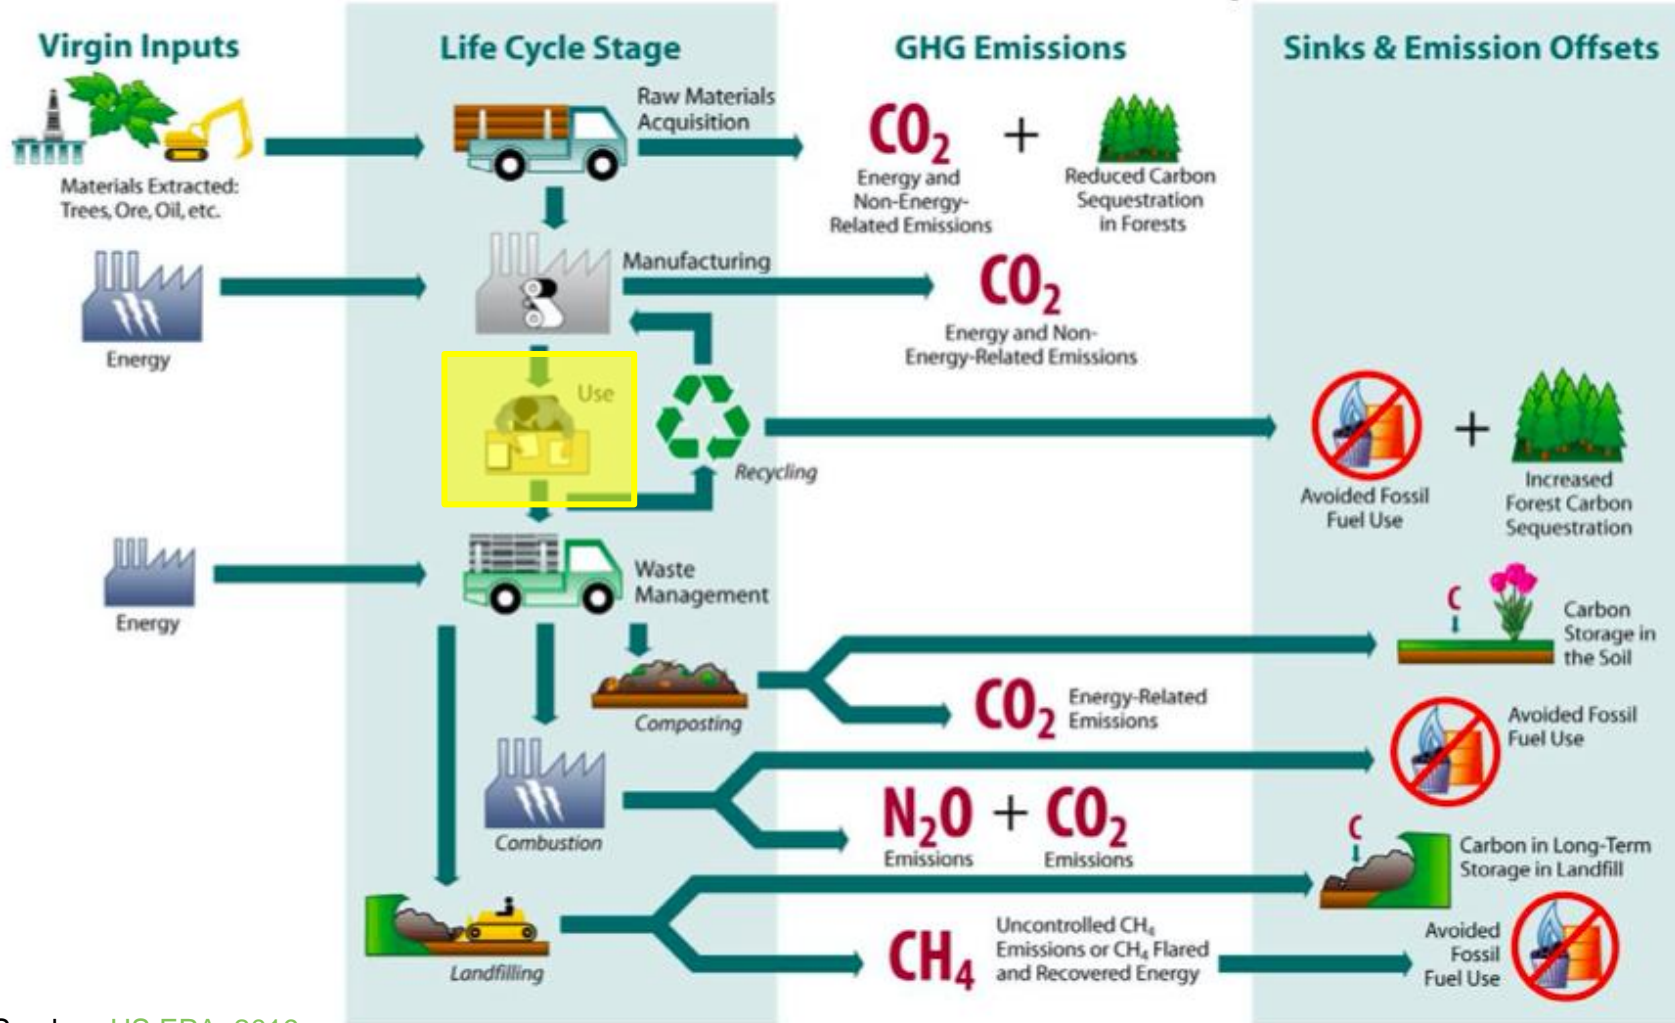 Virgin Inputs
Life Cycle Stage
GHG Emissions
Sinks & Emission Offsets
Materials Extracted:
Trees, Ore, Oil, etc.
Raw Materials
Acquisition
CO₂
Energy and
Non-Energy-
Related Emissions
+
Reduced Carbon
Sequestration
in Forests
Energy
Manufacturing
CO₂
Energy and Non-
Energy-Related Emissions
Use
Recycling
Avoided Fossil
Fuel Use
+
Increased
Forest Carbon
Sequestration
Energy
Waste
Management
Composting
CO₂
Energy-Related
Emissions
C
Carbon
Storage in
the Soil
Combustion
N₂O + CO₂
Emissions
Emissions
Avoided Fossil
Fuel Use
Landfilling
C
Carbon in Long-Term
Storage in Landfill
CH₄
Uncontrolled CH₄
Emissions or CH₄ Flared
and Recovered Energy
Avoided
Fossil
Fuel Use